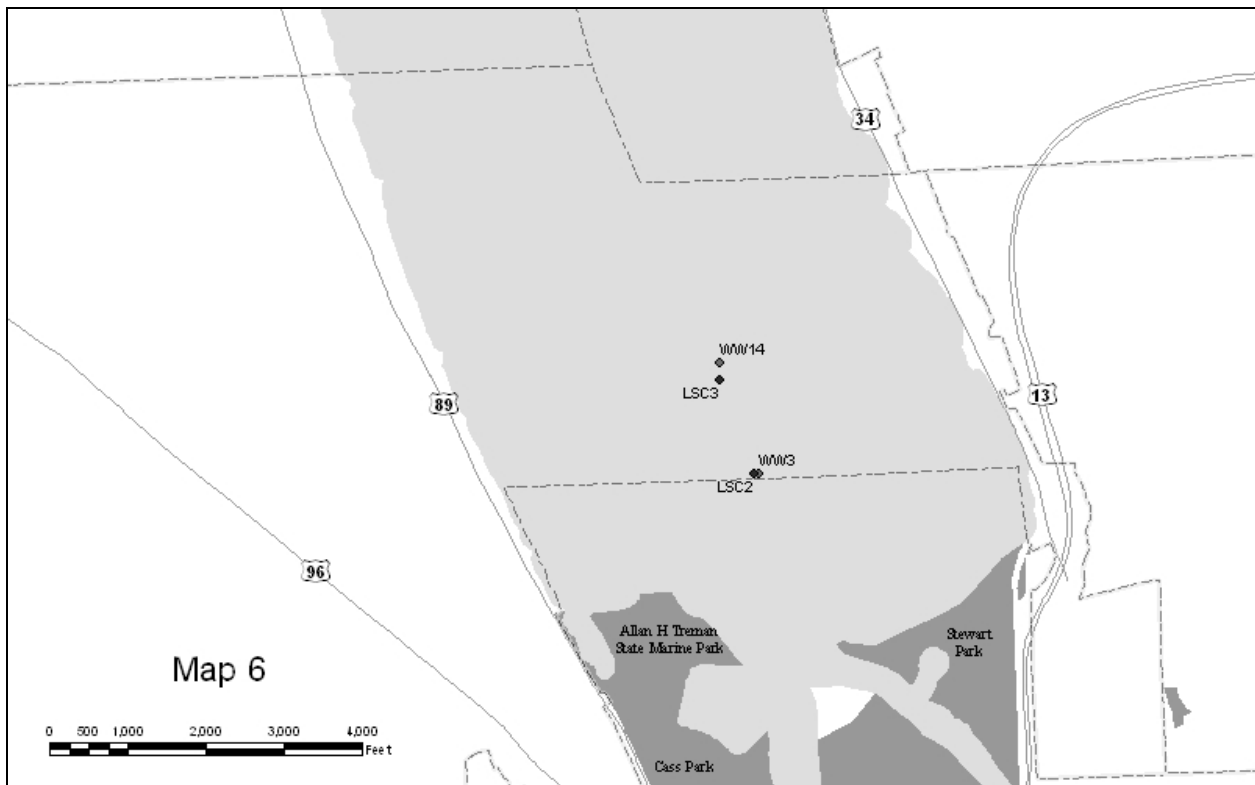 34
WW14
LSC3
13
89
WW3
LSC2
96
Allan H Treman
State Marine Park
Stewart
Park
Map 6
0 500 1,000 2,000 3,000 4,000
Feet
Cass Park